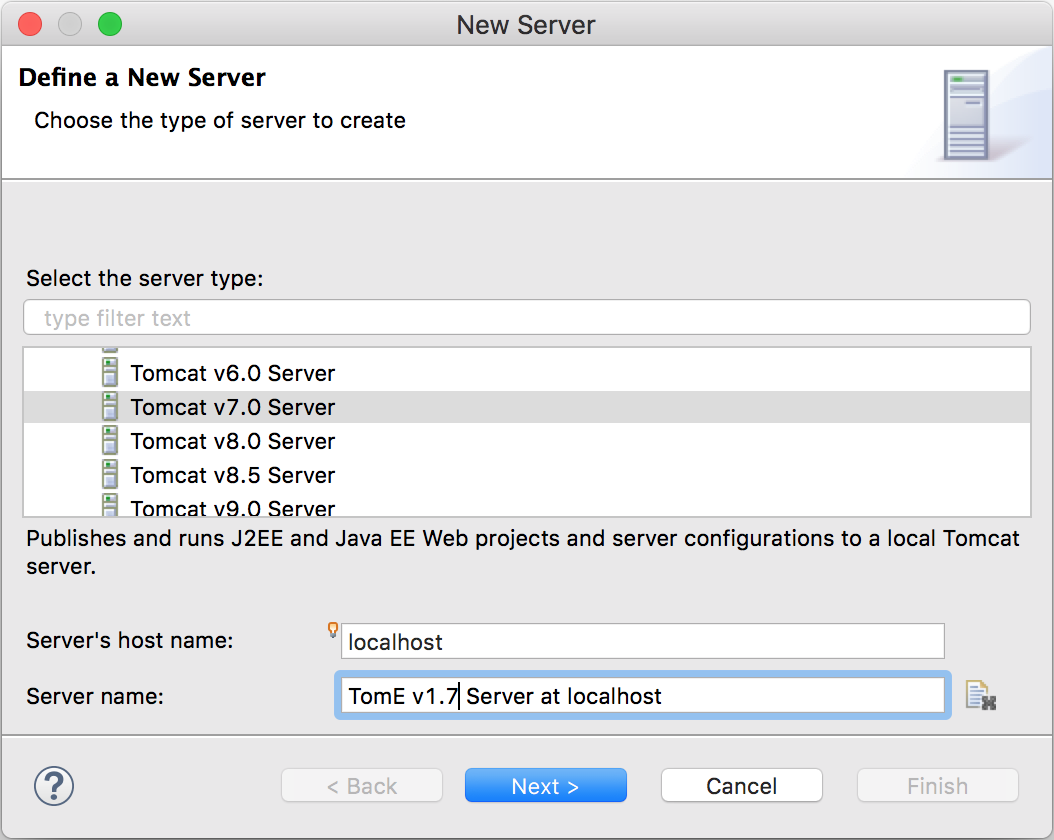 New Server
Define a New Server
Choose the type of server to create
Select the server type:
type filter text
Tomcat v6.0 Server
Tomcat v7.0 Server
Tomcat v8.0 Server
Tomcat v8.5 Server
Tomcat v9.0 Server
Publishes and runs J2EE and Java EE Web projects and server configurations to a local Tomcat
server.
Server's host name:
localhost
Server name:
TomE v1.7 Server at localhost
?
< Back
Next >
Cancel
Finish